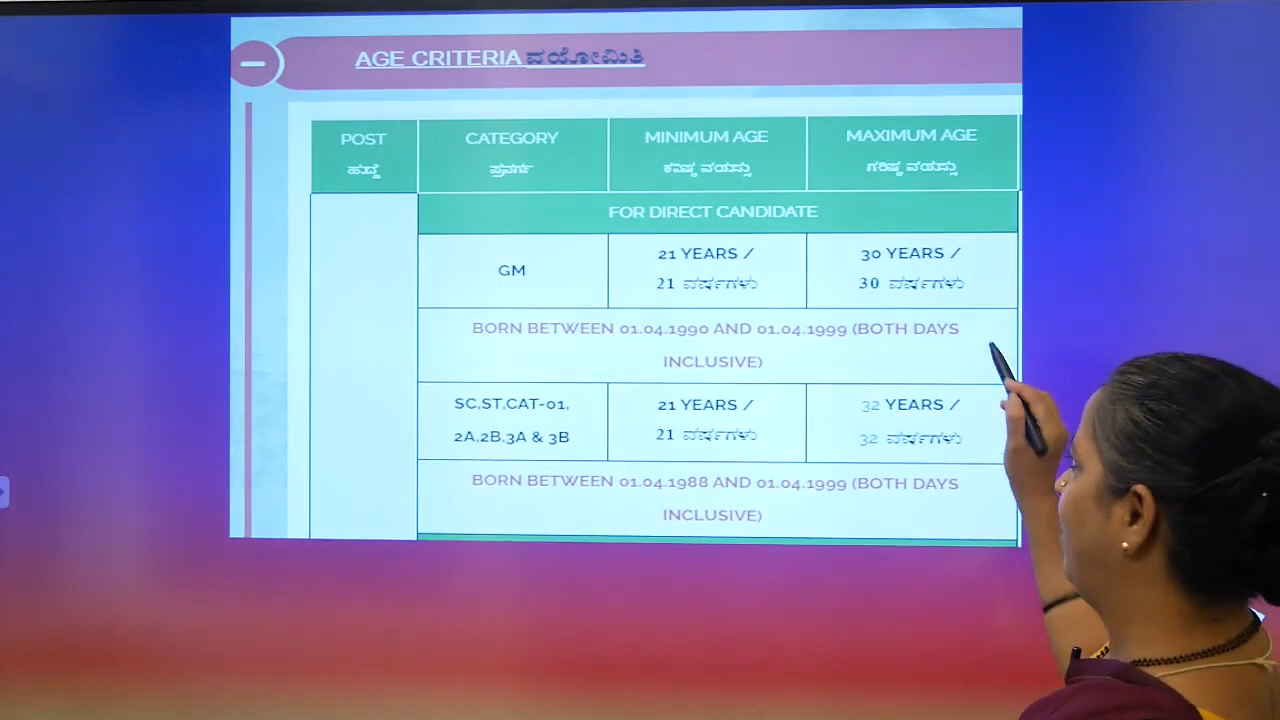 AGE CRITERIA ವಯೋಮಿತಿ
POST
ಹುದ್ದೆ
CATEGORY
ಪ್ರವರ್ಗ
MINIMUM AGE
ಕನಿಷ್ಠ ವಯಸ್ಸು
MAXIMUM AGE
ಗರಿಷ್ಠ ವಯಸ್ಸು
FOR DIRECT CANDIDATE
GM
21 YEARS /
21 ವರ್ಷಗಳು
30 YEARS /
30 ವರ್ಷಗಳು
BORN BETWEEN 01.04.1990 AND 01.04.1999 (BOTH DAYS
INCLUSIVE)
SC,ST,CAT-01,
2A,2B,3A & 3B
21 YEARS /
21 ವರ್ಷಗಳು
32 YEARS /
32 ವರ್ಷಗಳು
BORN BETWEEN 01.04.1988 AND 01.04.1999 (BOTH DAYS
INCLUSIVE)